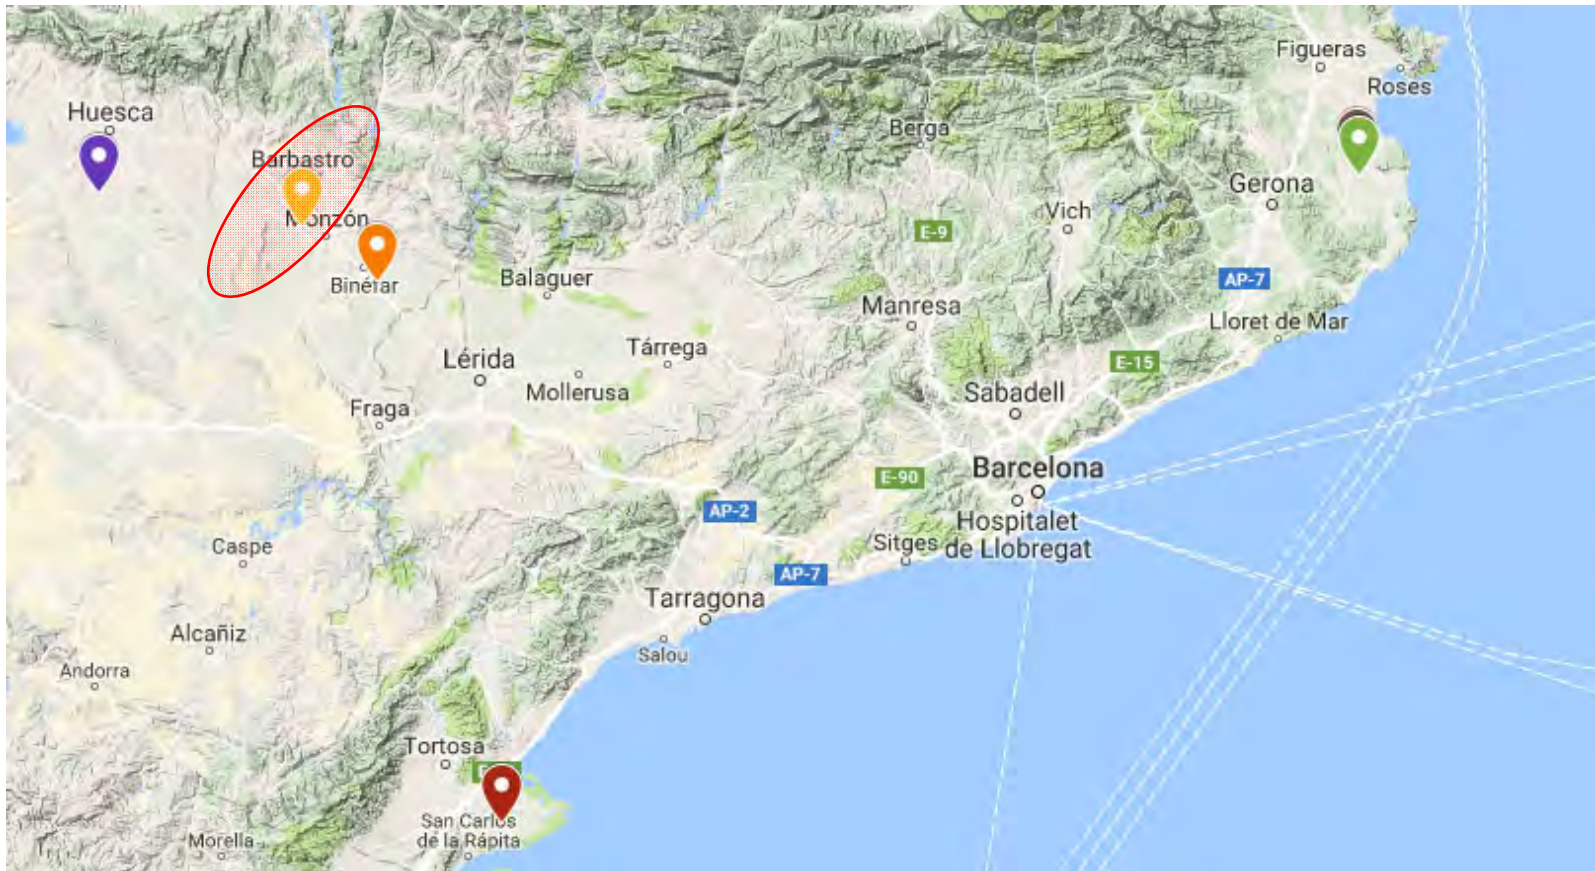 Figueras
Roses
Huesca
Berga
Barbastro
Gerona
Vich
Monzón
E-9
Binéfar
Balaguer
AP-7
Manresa
Lloret de Mar
Tárrega
Lérida
E-15
Mollerusa
Sabadell
Fraga
Barcelona
E-90
AP-2
Hospitalet
de Llobregat
Sitges
Caspe
AP-7
Tarragona
Alcañiz
Salou
Andorra
Tortosa
San Carlos
de la Rápita
Morella